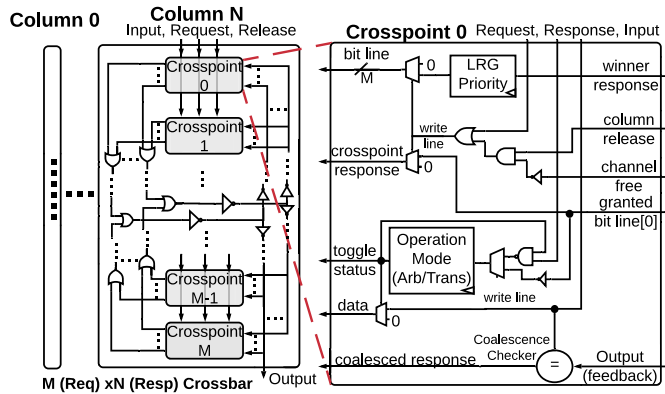 Column 0
Column N
Input, Request, Release
Crosspoint
0
Crosspoint
1
Crosspoint
M-1
Crosspoint
M
Output
M (Req) xN (Resp) Crossbar
Crosspoint 0
Request, Response, Input
bit line
M
0
LRG
Priority
winner
response
write
line
column
release
crosspoint
response
0
channel
free
granted
bit line[0]
toggle
status
Operation
Mode
(Arb/Trans)
data
0
write line
Coalescence
Checker
=
coalesced response
Output
(feedback)